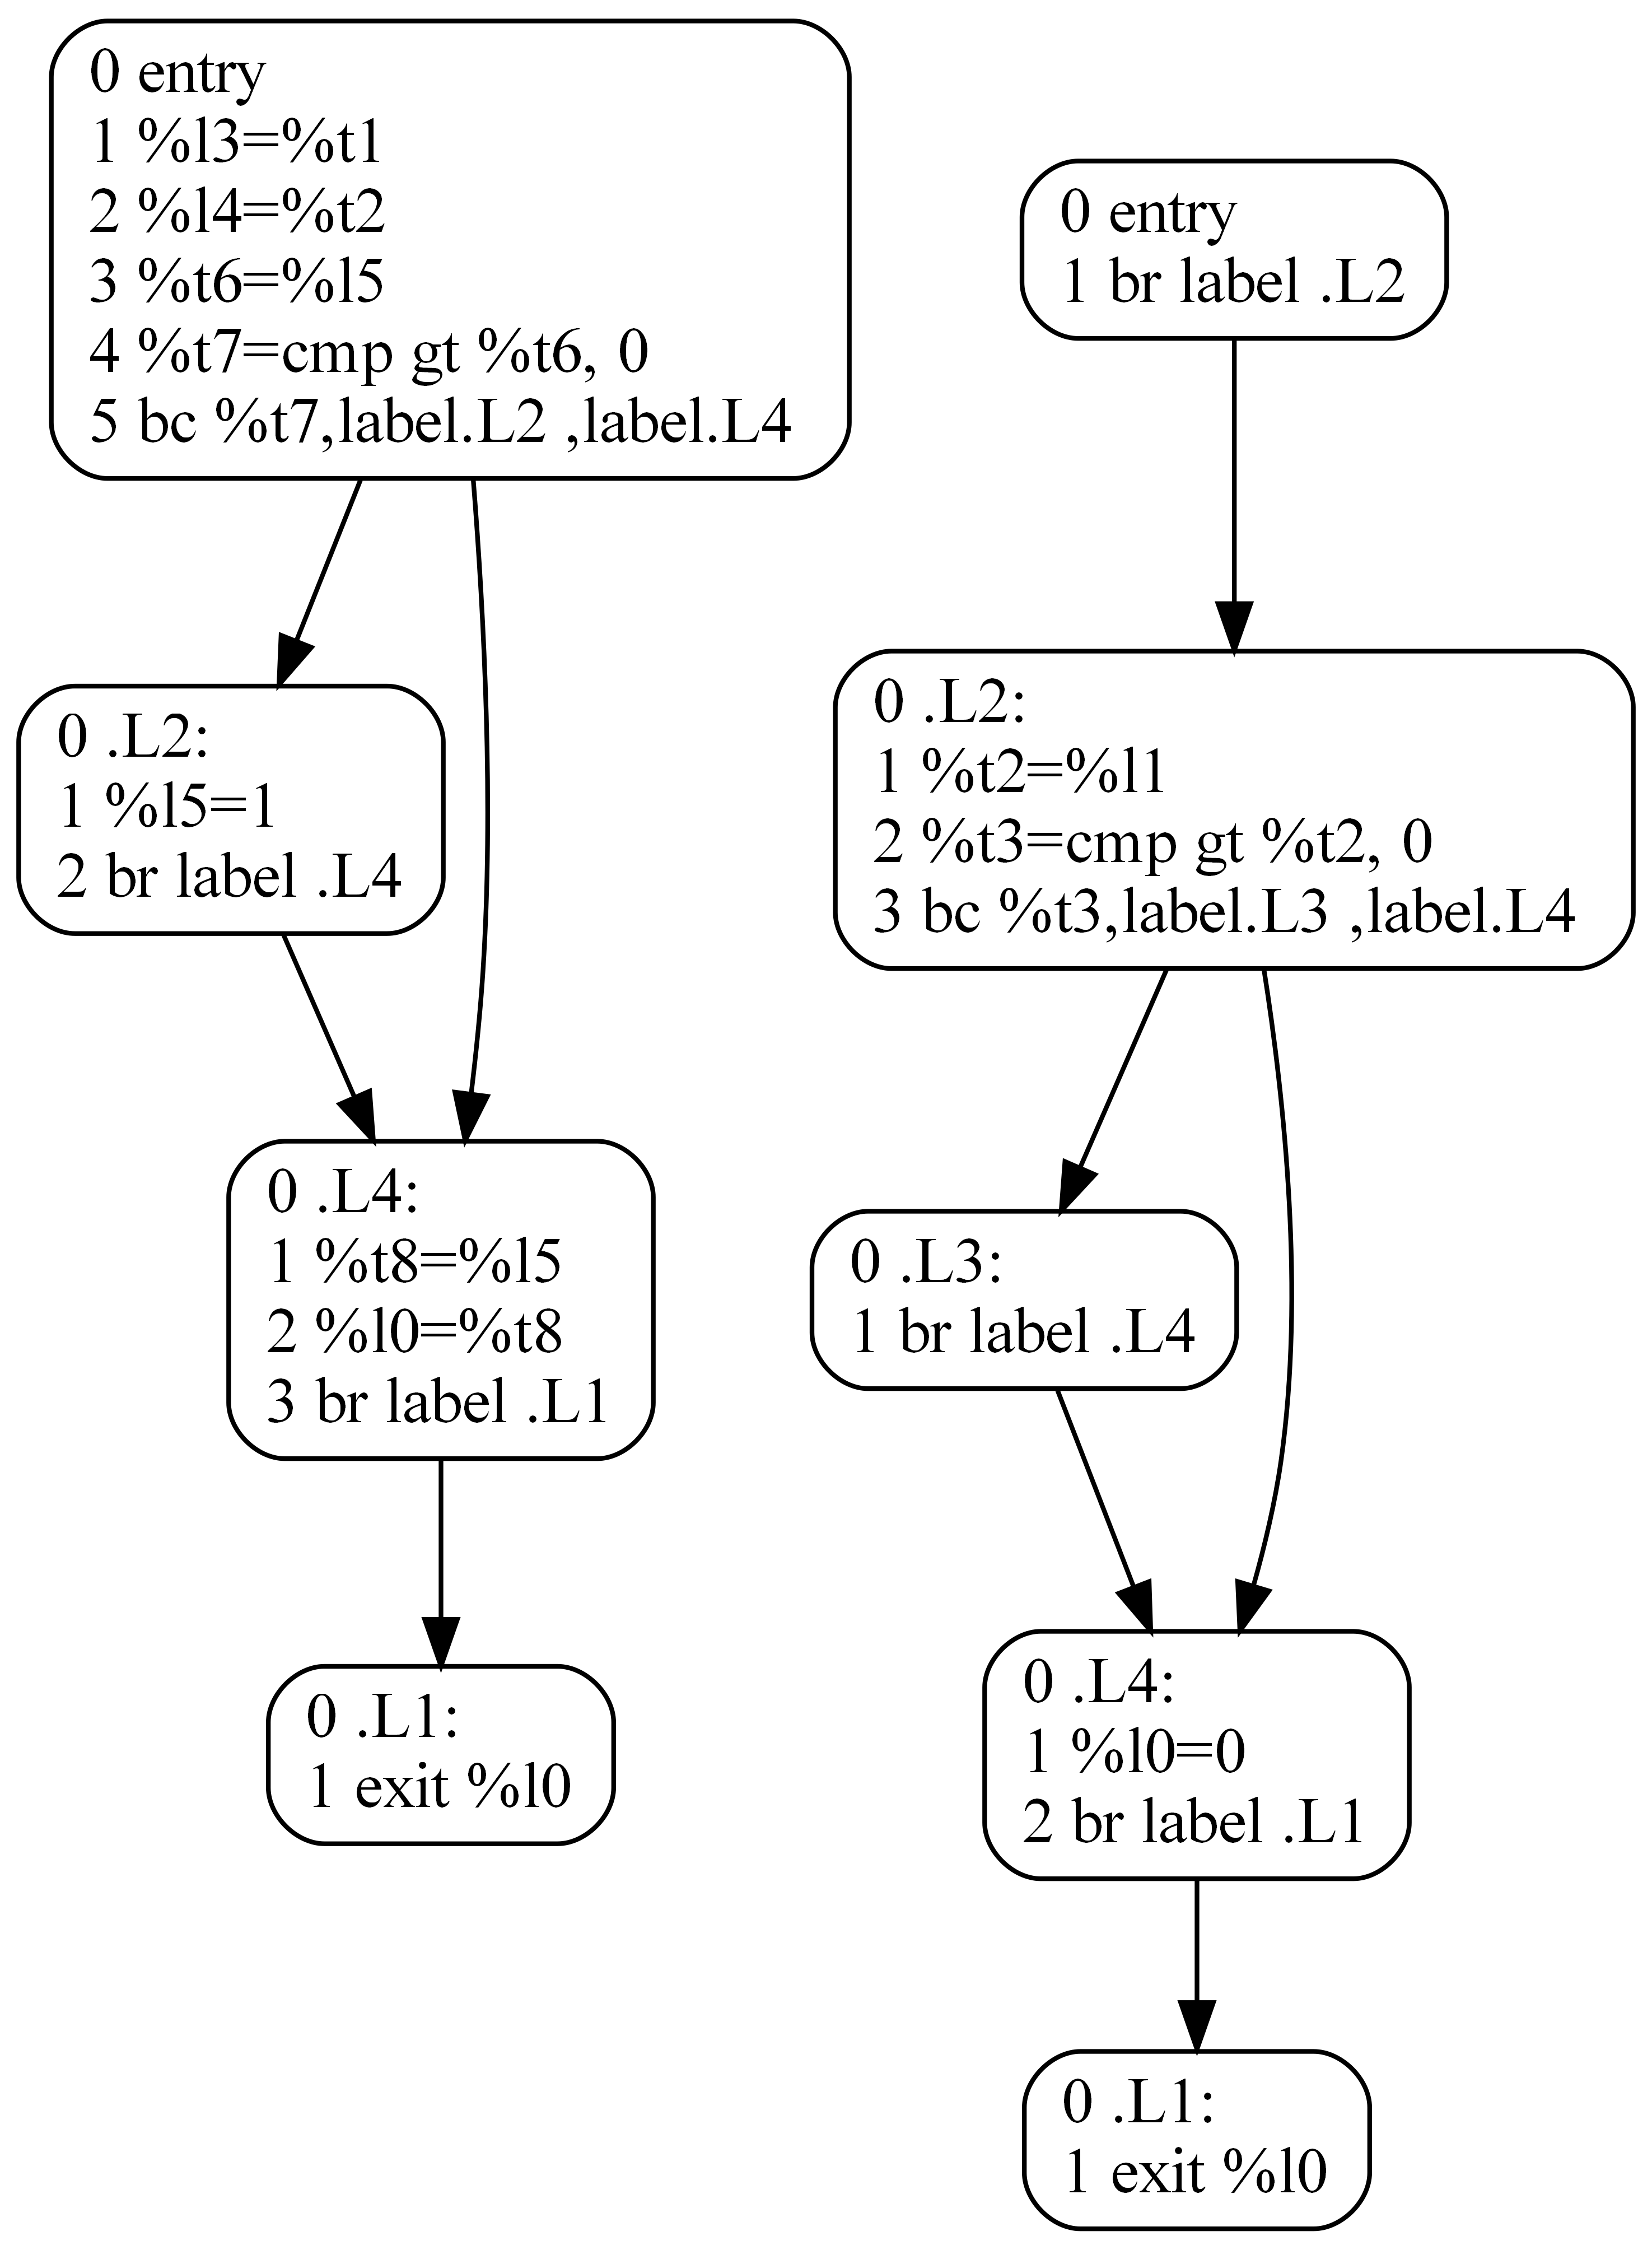 0 entry
1 %l3=%t1
2 %l4=%t2
3 %t6=%l5
4 %t7=cmp gt %t6, 0
5 bc %t7,label.L2 ,label.L4
0 .L2:
1 %l5=1
2 br label .L4
0 .L4:
1 %t8=%l5
2 %l0=%t8
3 br label .L1
0 .L1:
1 exit %l0
0 entry
1 br label .L2
0 .L2:
1 %t2=%l1
2 %t3=cmp gt %t2, 0
3 bc %t3,label.L3 ,label.L4
0 .L3:
1 br label .L4
0 .L4:
1 %l0=0
2 br label .L1
0 .L1:
1 exit %l0